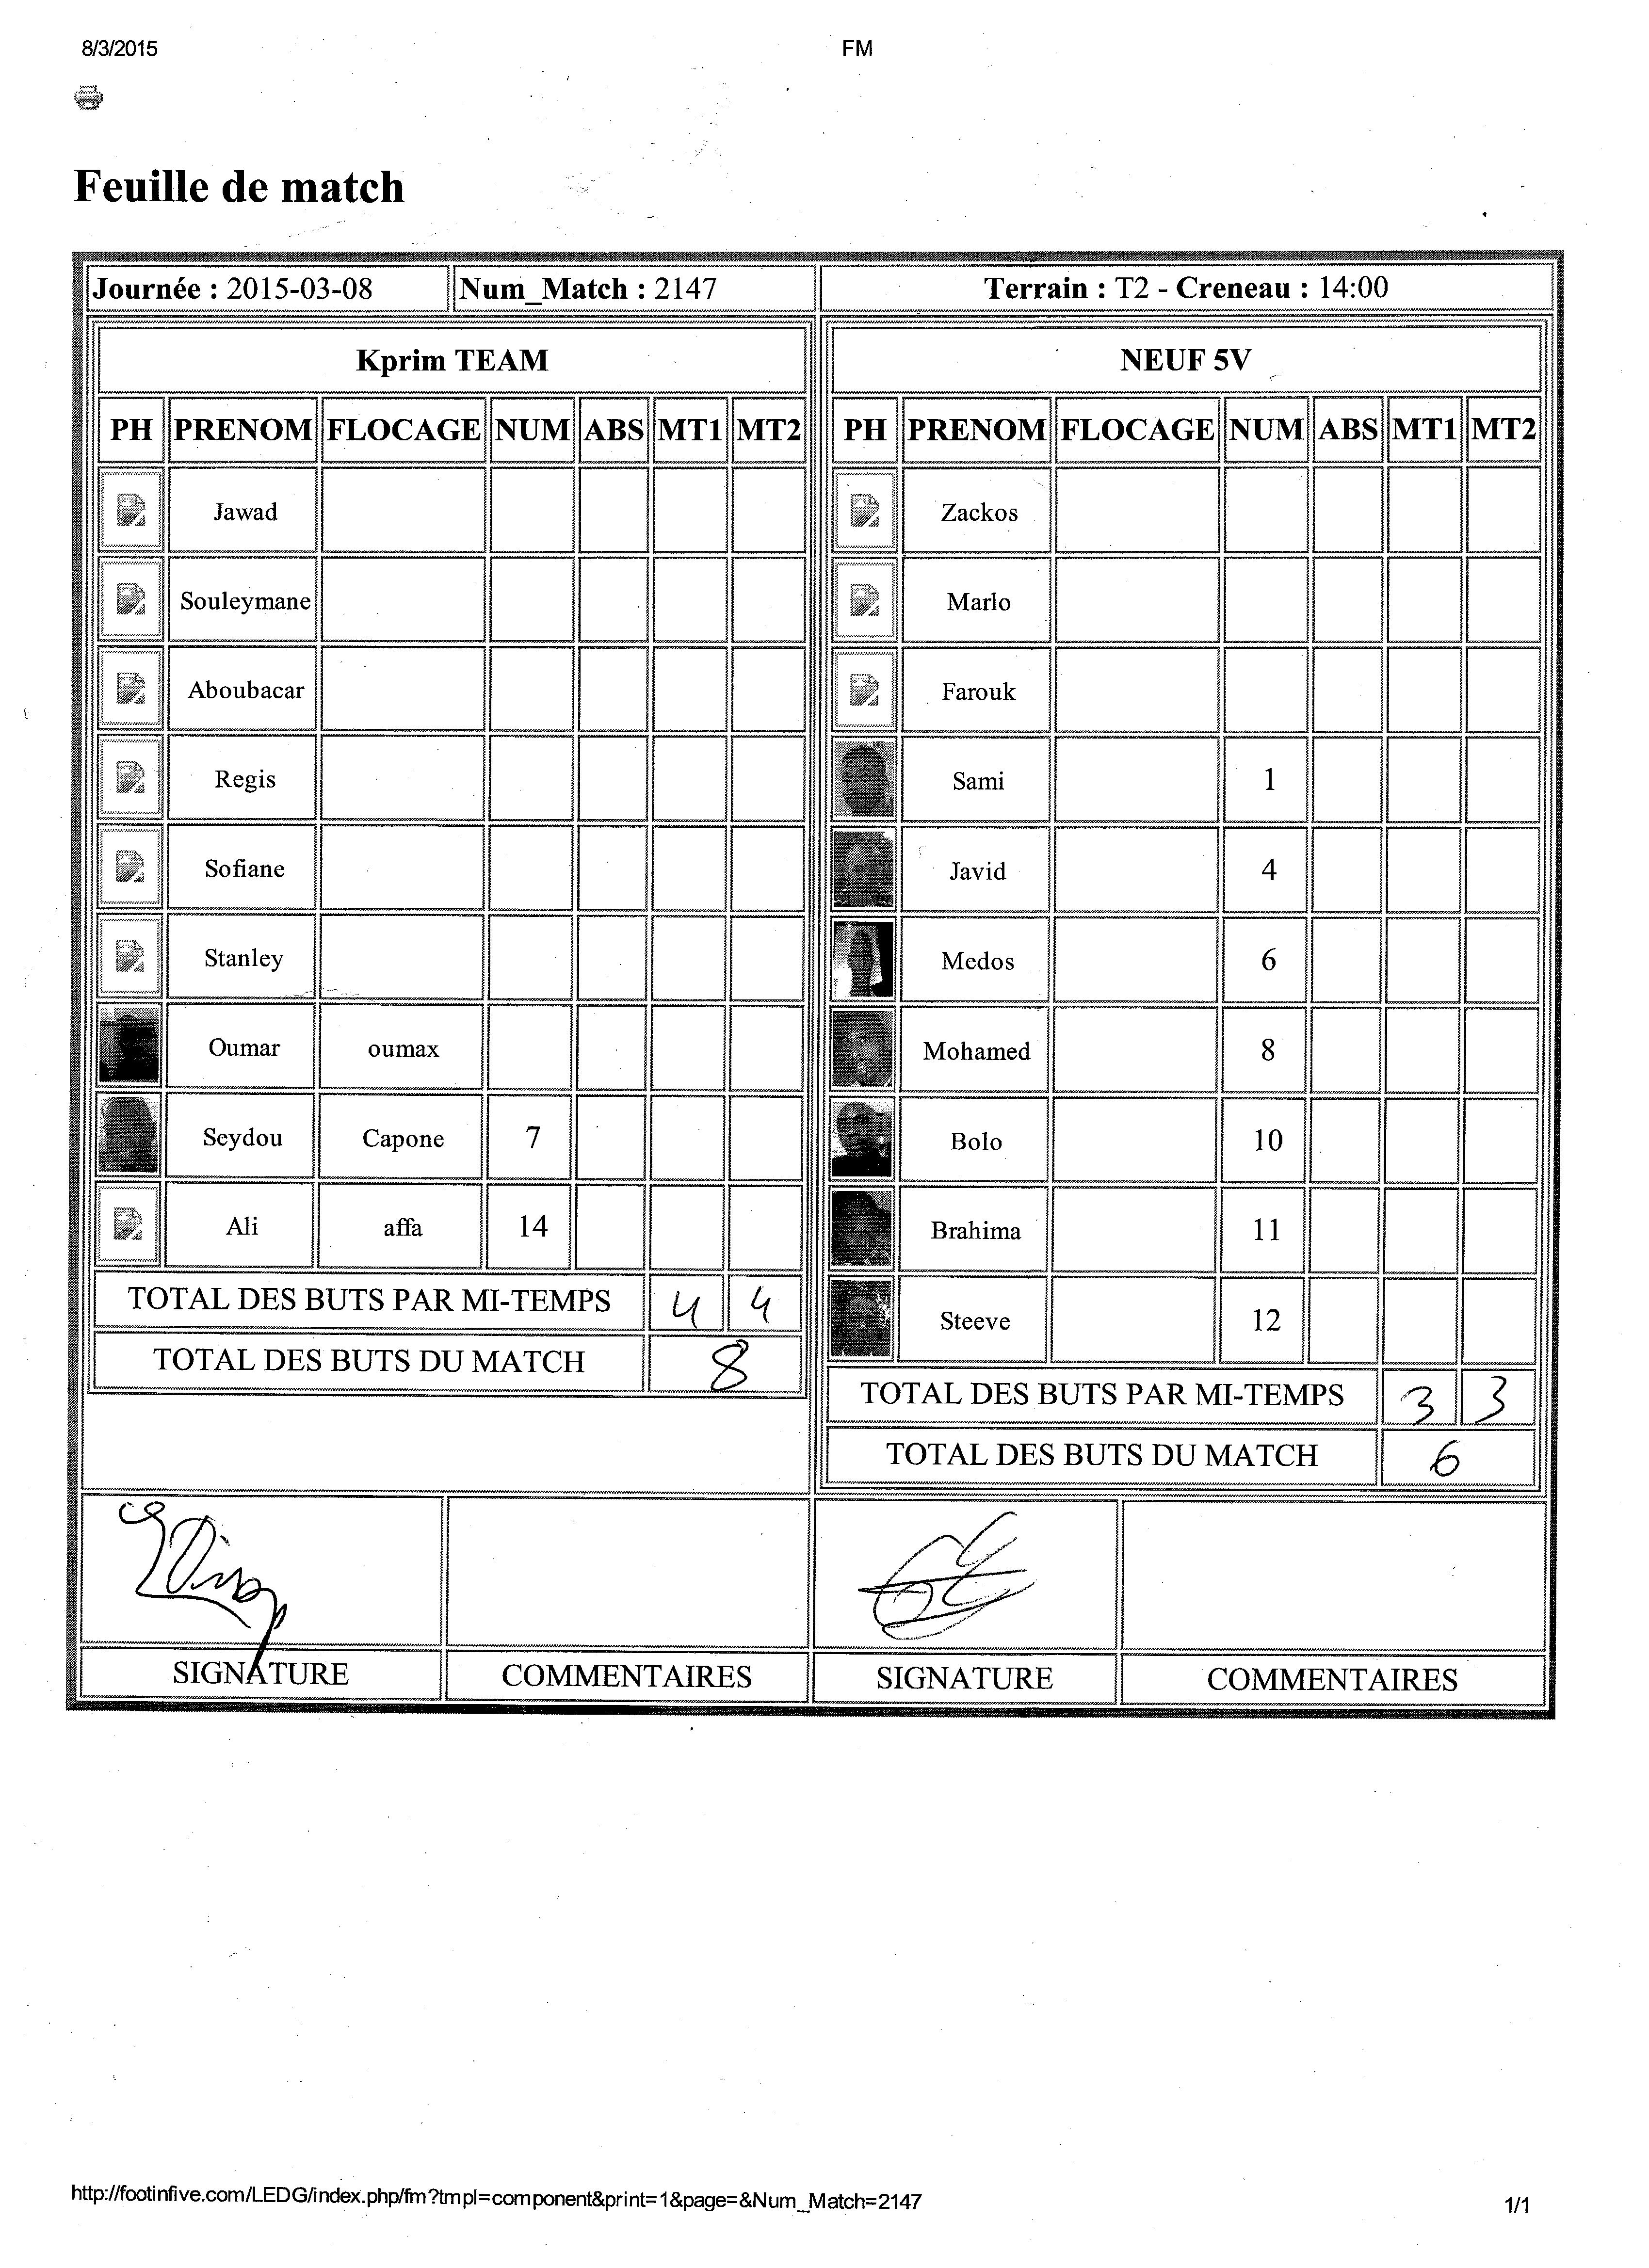 8/3/2015 FM
Feuille de match
Journée : 2015-03-08 Num_Match : 2147 Terrain : T2 - Creneau : 14:00
Kprim TEAM
PH PRENOM FLOCAGE NUM ABS MT1 MT2
Jawad
Souleymane
Aboubacar
Regis
Sofiane
Stanley
Oumar oumax
Seydou Capone 7
Ali affa 14
TOTAL DES BUTS PAR MI-TEMPS 4 4
TOTAL DES BUTS DU MATCH 8
NEUF 5V
PH PRENOM FLOCAGE NUM ABS MT1 MT2
Zackos
Marlo
Farouk
Sami 1
Javid 4
Medos 6
Mohamed 8
Bolo 10
Brahima 11
Steeve 12
TOTAL DES BUTS PAR MI-TEMPS 3 3
TOTAL DES BUTS DU MATCH 6
SIGNATURE COMMENTAIRES SIGNATURE COMMENTAIRES
http://footinfive.com/LEDG/index.php/fm?tmpl=component&print=1&page=&Num_Match=2147 1/1